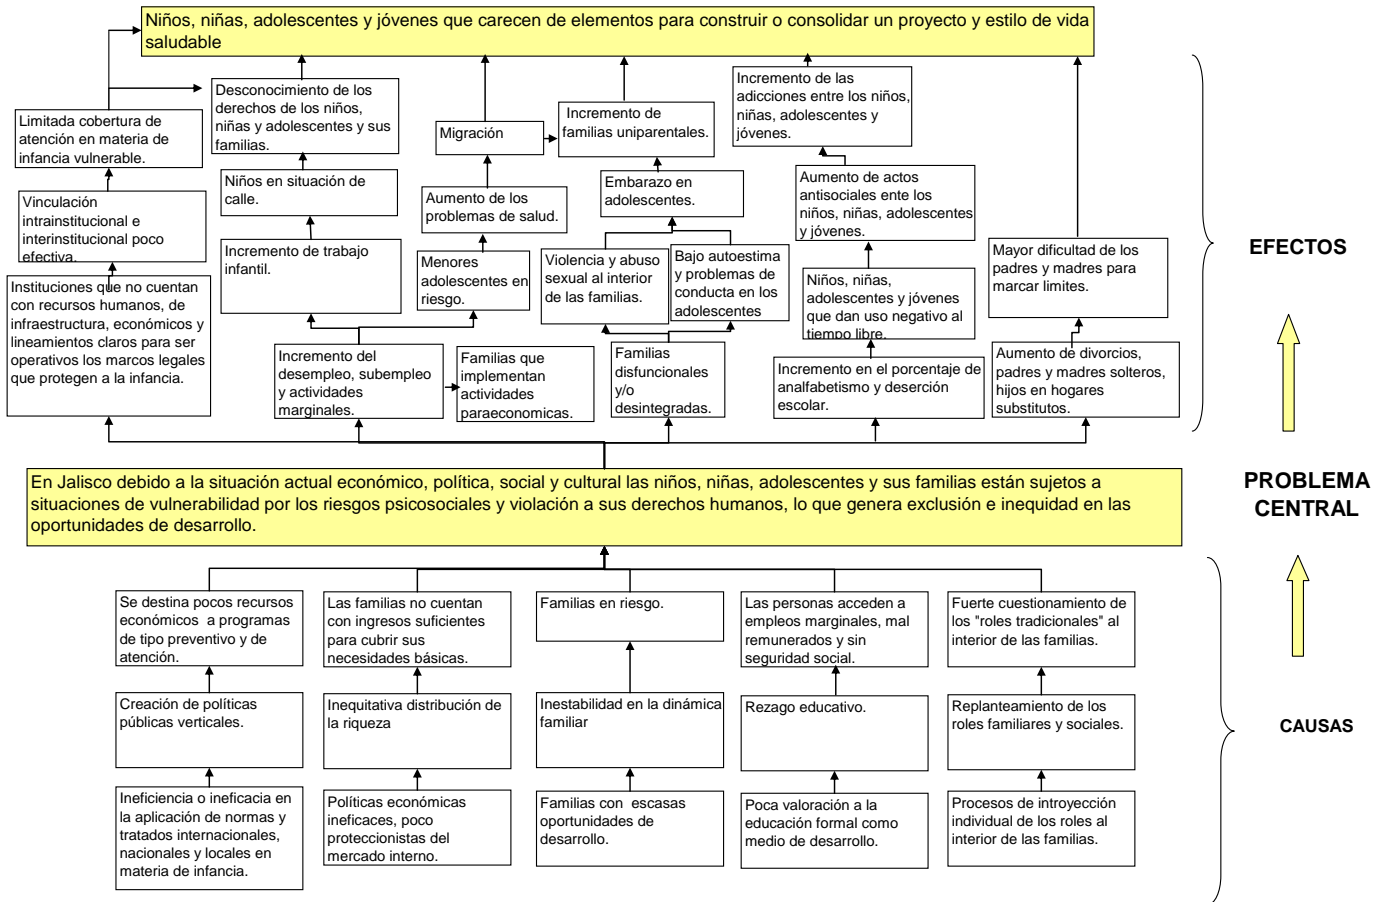 Niños, niñas, adolescentes y jóvenes que carecen de elementos para construir o consolidar un proyecto y estilo de vida
saludable
Limitada cobertura de
atención en materia de
infancia vulnerable.
Desconocimiento de los
derechos de los niños,
niñas y adolescentes y sus
familias.
Migración
Incremento de
familias uniparentales.
Incremento de las
adicciones entre los niños,
niñas, adolescentes y
jóvenes.
Vinculación
intrainstitucional e
interinstitucional poco
efectiva.
Niños en situación de
calle.
Aumento de los
problemas de salud.
Embarazo en
adolescentes.
Aumento de actos
antisociales ente los
niños, niñas, adolescentes
y jóvenes.
Instituciones que no cuentan
con recursos humanos, de
infraestructura, económicos y
lineamientos claros para ser
operativos los marcos legales
que protegen a la infancia.
Incremento de trabajo
infantil.
Menores
adolescentes en
riesgo.
Violencia y abuso
sexual al interior
de las familias.
Bajo autoestima
y problemas de
conducta en los
adolescentes
Niños, niñas,
adolescentes y jóvenes
que dan uso negativo al
tiempo libre.
Mayor dificultad de los
padres y madres para
marcar limites.
EFECTOS
Incremento del
desempleo, subempleo
y actividades
marginales.
Familias que
implementan
actividades
paraeconomicas.
Familias
disfuncionales
y/o
desintegradas.
Incremento en el porcentaje de
analfabetismo y deserción
escolar.
Aumento de divorcios,
padres y madres solteros,
hijos en hogares
substitutos.
En Jalisco debido a la situación actual económico, política, social y cultural las niños, niñas, adolescentes y sus familias están sujetos a
situaciones de vulnerabilidad por los riesgos psicosociales y violación a sus derechos humanos, lo que genera exclusión e inequidad en las
oportunidades de desarrollo.
PROBLEMA
CENTRAL
Se destina pocos recursos
económicos a programas
de tipo preventivo y de
atención.
Las familias no cuentan
con ingresos suficientes
para cubrir sus
necesidades básicas.
Familias en riesgo.
Las personas acceden a
empleos marginales, mal
remunerados y sin
seguridad social.
Fuerte cuestionamiento de
los "roles tradicionales" al
interior de las familias.
Creación de políticas
públicas verticales.
Inequitativa distribución de
la riqueza
Inestabilidad en la dinámica
familiar
Rezago educativo.
Replanteamiento de los
roles familiares y sociales.
CAUSAS
Ineficiencia o ineficacia en
la aplicación de normas y
tratados internacionales,
nacionales y locales en
materia de infancia.
Políticas económicas
ineficaces, poco
proteccionistas del
mercado interno.
Familias con escasas
oportunidades de
desarrollo.
Poca valoración a la
educación formal como
medio de desarrollo.
Procesos de introyección
individual de los roles al
interior de las familias.